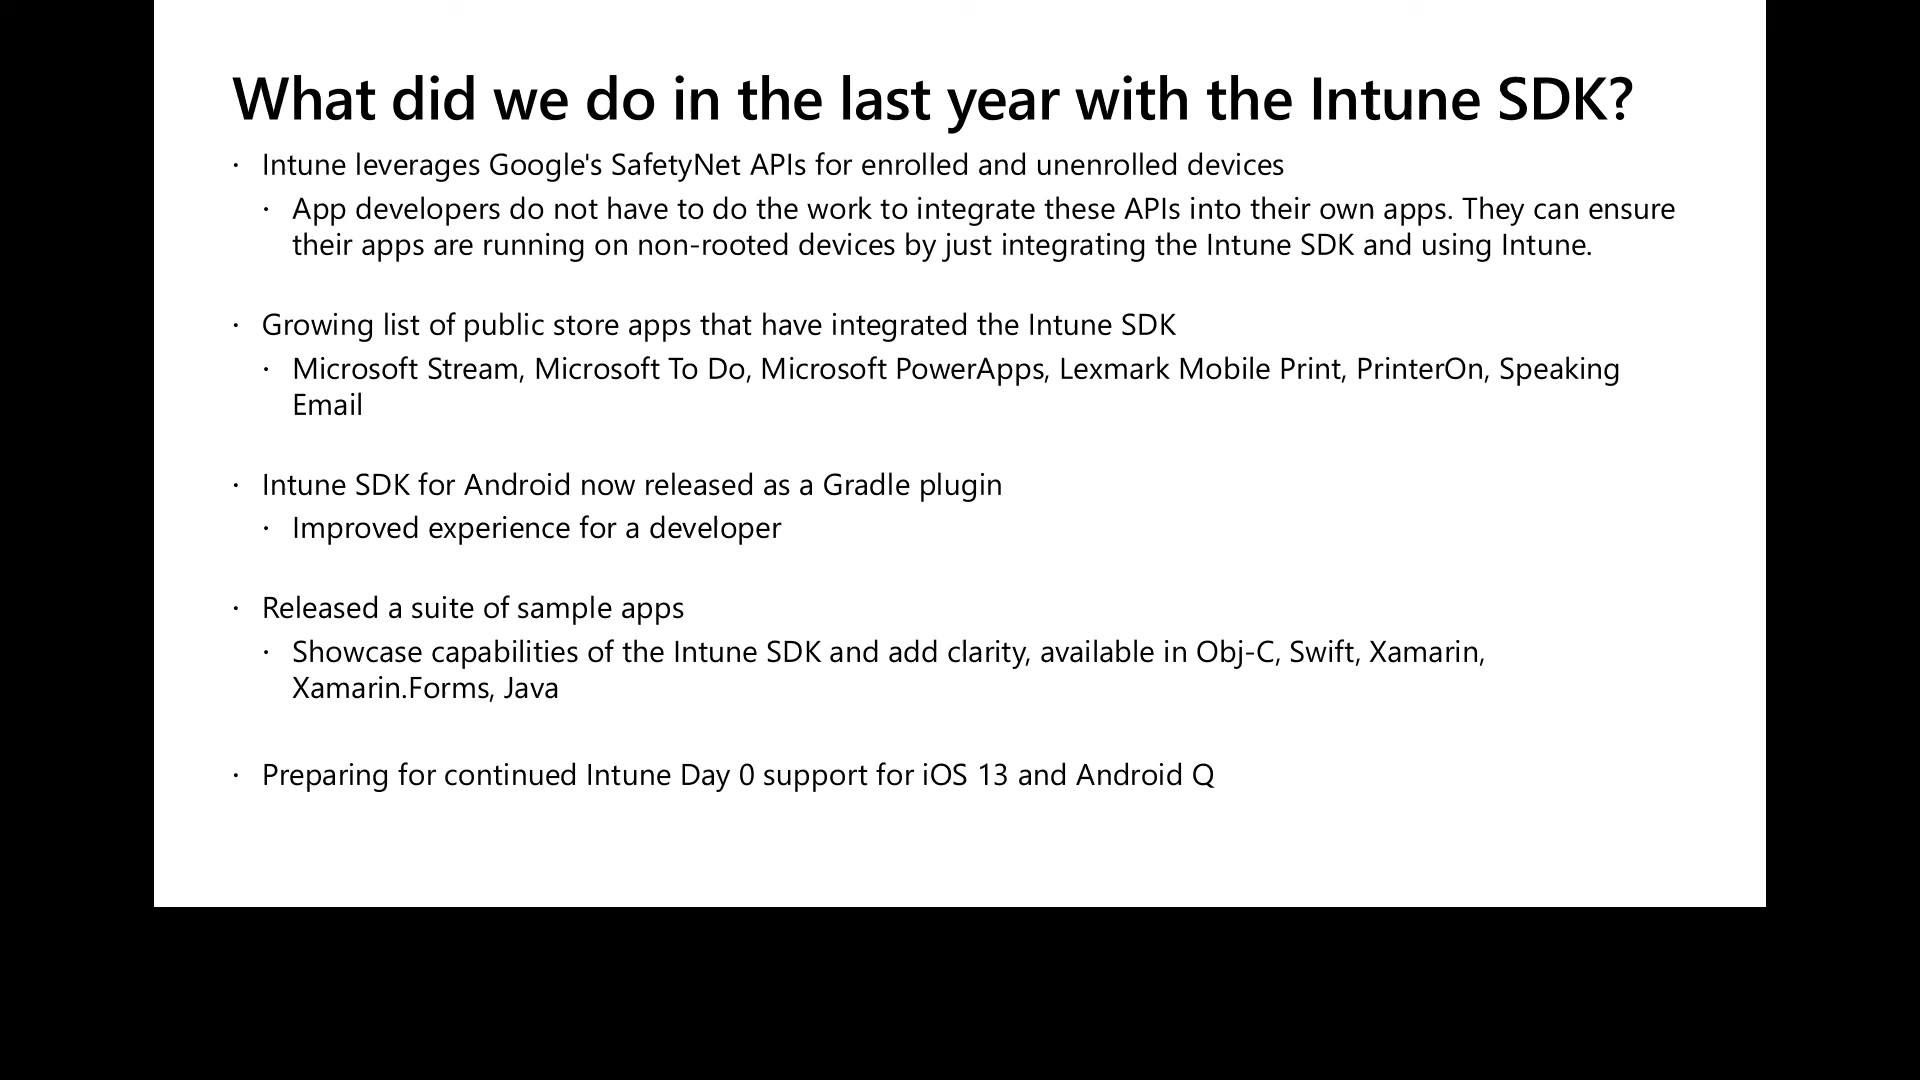 What did we do in the last year with the Intune SDK?
· Intune leverages Google's SafetyNet APIs for enrolled and unenrolled devices
· App developers do not have to do the work to integrate these APIs into their own apps. They can ensure
their apps are running on non-rooted devices by just integrating the Intune SDK and using Intune.
· Growing list of public store apps that have integrated the Intune SDK
· Microsoft Stream, Microsoft To Do, Microsoft PowerApps, Lexmark Mobile Print, PrinterOn, Speaking
Email
· Intune SDK for Android now released as a Gradle plugin
· Improved experience for a developer
· Released a suite of sample apps
· Showcase capabilities of the Intune SDK and add clarity, available in Obj-C, Swift, Xamarin,
Xamarin.Forms, Java
· Preparing for continued Intune Day 0 support for iOS 13 and Android Q